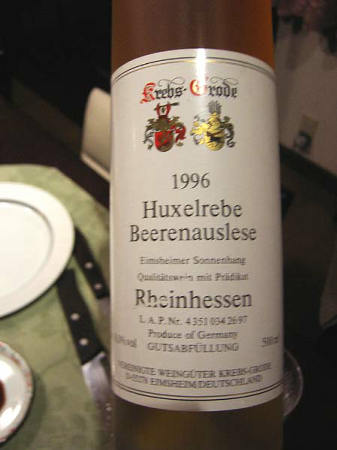 Krebs-Grode
1996
Huxelrebe
Beerenauslese
Eimsheimer Sonnenhang
Qualitätswein mit Prädikat
Rheinhessen
L. A. P. Nr. 4 351 034 26 97
Produce of Germany
%vol GUTSABFÜLLUNG 500 ml
VEREINIGTE WEINGÜTER KREBS-GRODE
EIMSHEIM/DEUTSCHLAND